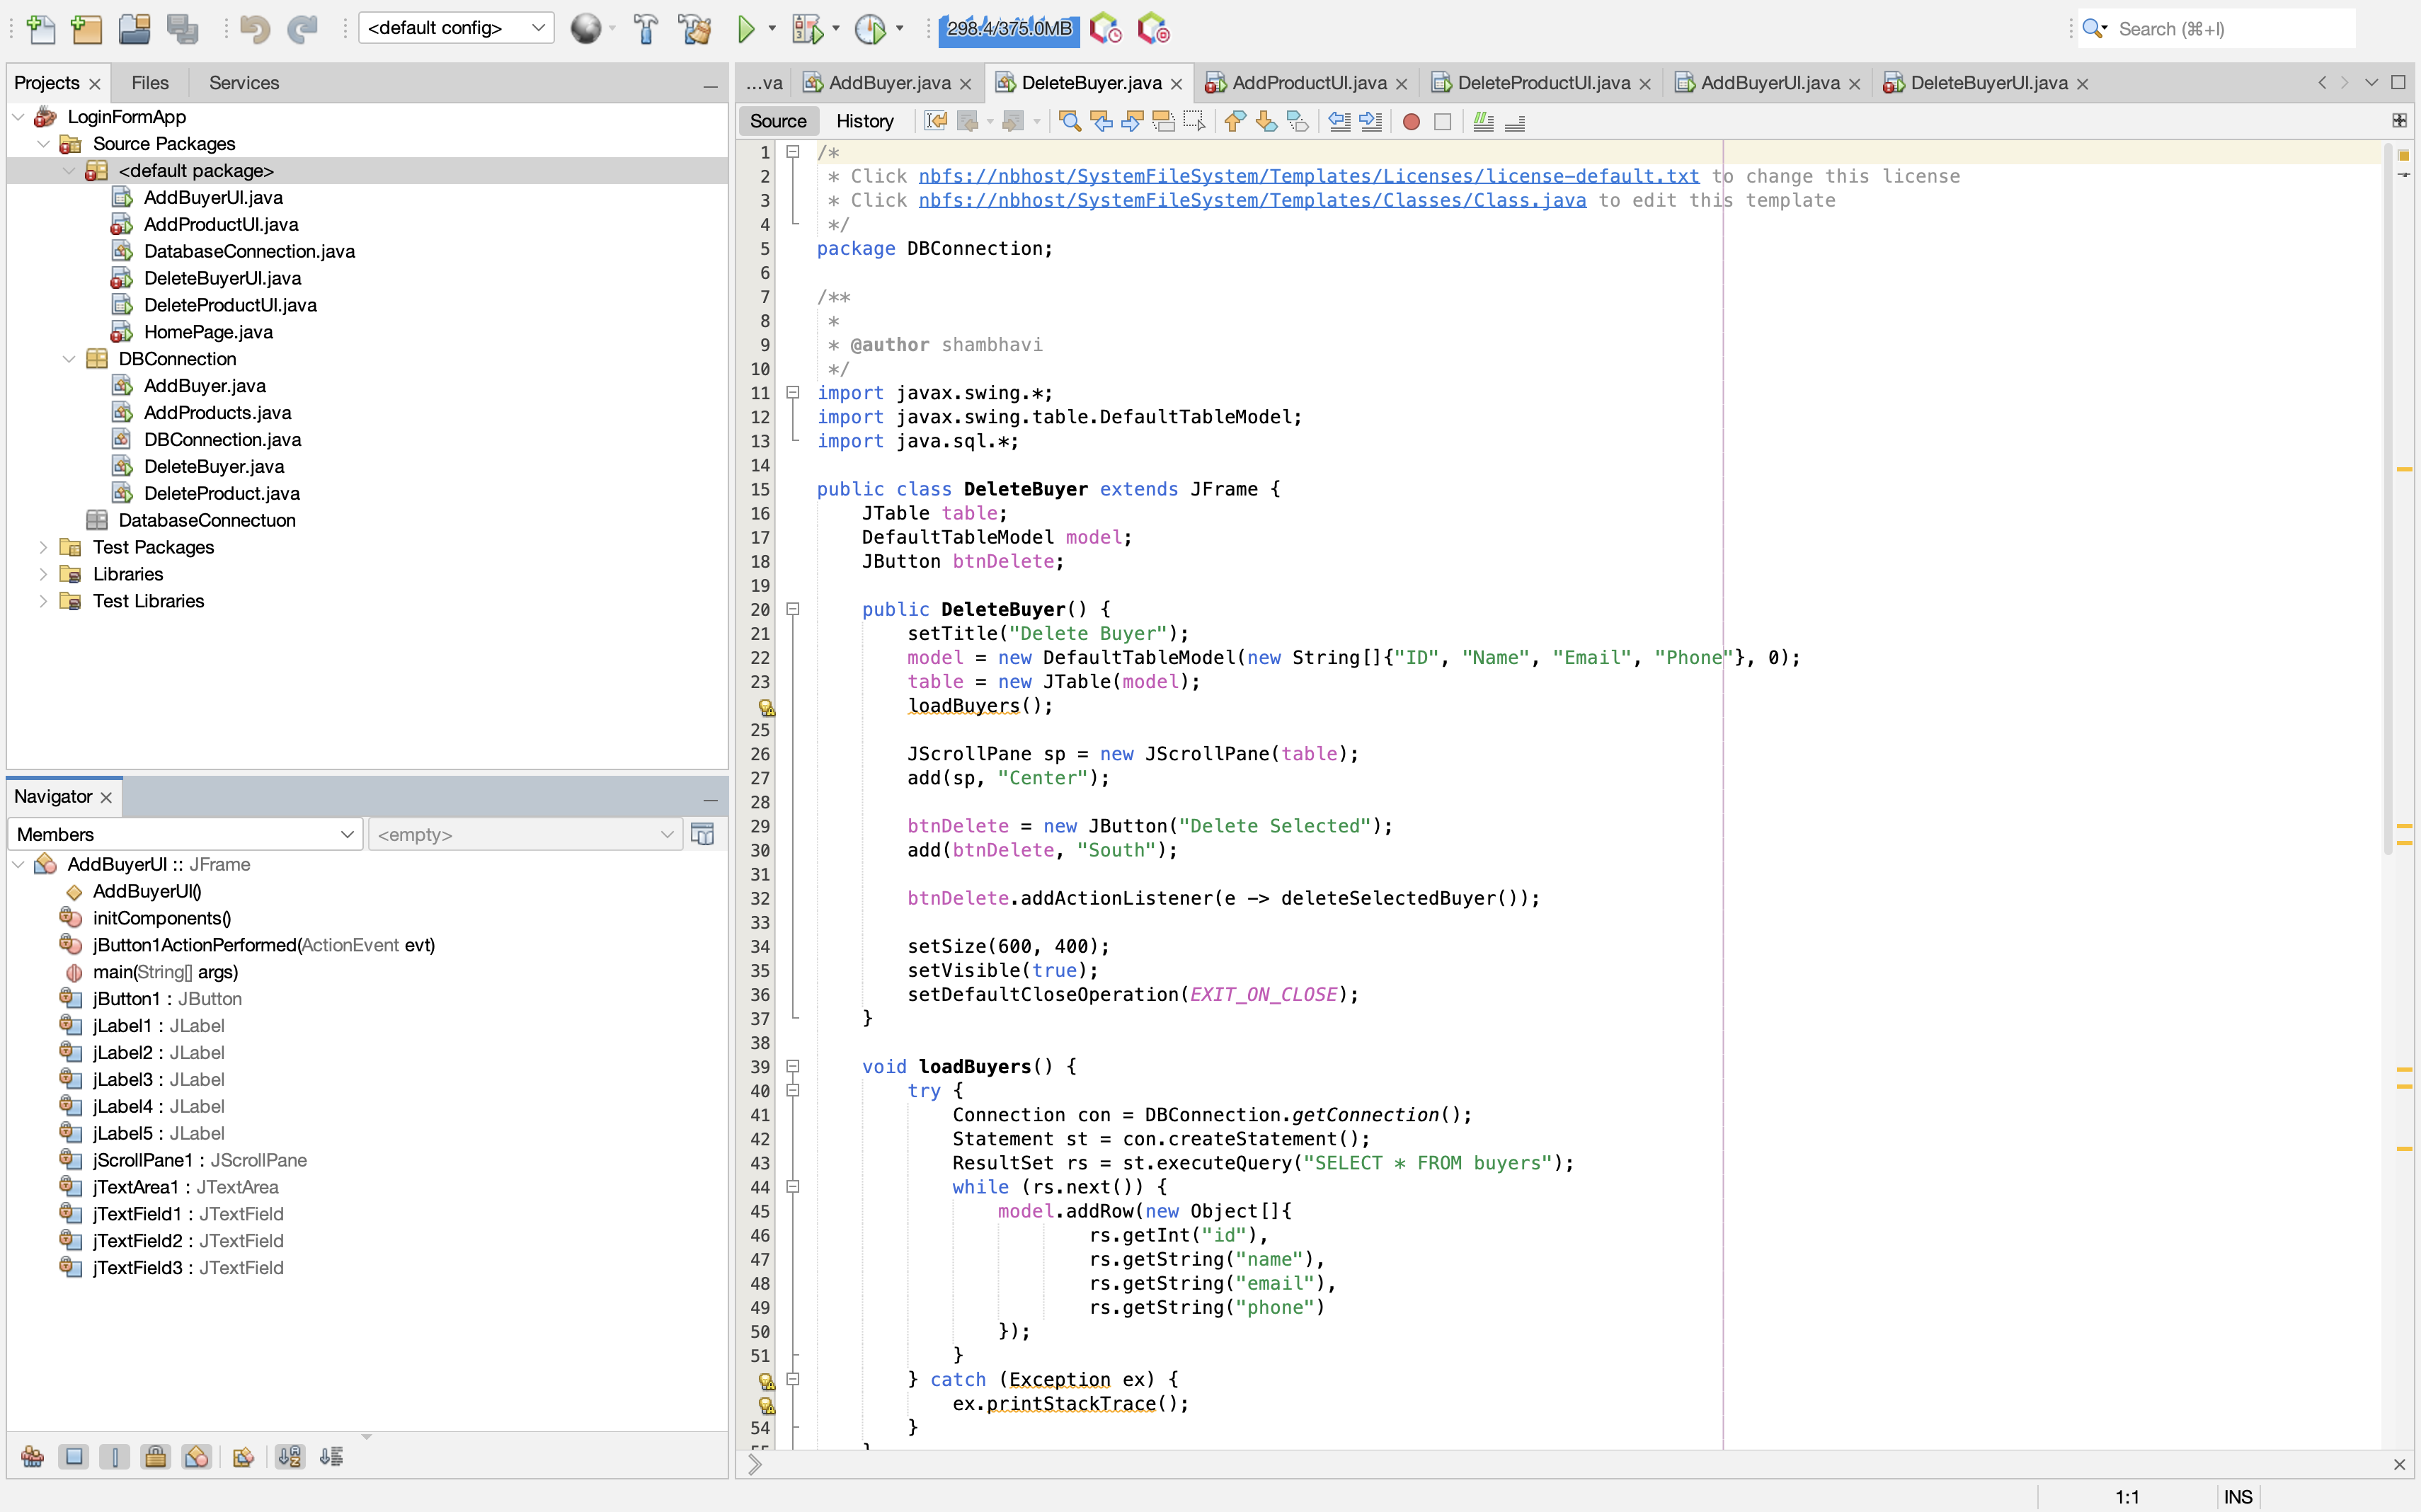 <default config>
298.4/375.0MB
Search (⌘+I)
Projects
Files
Services
LoginFormApp
Source Packages
<default package>
AddBuyerUI.java
AddProductUI.java
DatabaseConnection.java
DeleteBuyerUI.java
DeleteProductUI.java
HomePage.java
DBConnection
AddBuyer.java
AddProducts.java
DBConnection.java
DeleteBuyer.java
DeleteProduct.java
DatabaseConnectuon
Test Packages
Libraries
Test Libraries
Navigator
Members
<empty>
AddBuyerUI :: JFrame
AddBuyerUI()
initComponents()
jButton1ActionPerformed(ActionEvent evt)
main(String[] args)
jButton1 : JButton
jLabel1 : JLabel
jLabel2 : JLabel
jLabel3 : JLabel
jLabel4 : JLabel
jLabel5 : JLabel
jScrollPane1 : JScrollPane
jTextArea1 : JTextArea
jTextField1 : JTextField
jTextField2 : JTextField
jTextField3 : JTextField
...va
AddBuyer.java
DeleteBuyer.java
AddProductUI.java
DeleteProductUI.java
AddBuyerUI.java
DeleteBuyerUI.java
Source
History
1 /*
2 * Click nbfs://nbhost/SystemFileSystem/Templates/Licenses/license-default.txt to change this license
3 * Click nbfs://nbhost/SystemFileSystem/Templates/Classes/Class.java to edit this template
4 */
5 package DBConnection;
6
7 /**
8 *
9 * @author shambhavi
10 */
11 import javax.swing.*;
12 import javax.swing.table.DefaultTableModel;
13 import java.sql.*;
14
15 public class DeleteBuyer extends JFrame {
16 JTable table;
17 DefaultTableModel model;
18 JButton btnDelete;
19
20 public DeleteBuyer() {
21 setTitle("Delete Buyer");
22 model = new DefaultTableModel(new String[]{"ID", "Name", "Email", "Phone"}, 0);
23 table = new JTable(model);
loadBuyers();
25
26 JScrollPane sp = new JScrollPane(table);
27 add(sp, "Center");
28
29 btnDelete = new JButton("Delete Selected");
30 add(btnDelete, "South");
31
32 btnDelete.addActionListener(e -> deleteSelectedBuyer());
33
34 setSize(600, 400);
35 setVisible(true);
36 setDefaultCloseOperation(EXIT_ON_CLOSE);
37 }
38
39 void loadBuyers() {
40 try {
41 Connection con = DBConnection.getConnection();
42 Statement st = con.createStatement();
43 ResultSet rs = st.executeQuery("SELECT * FROM buyers");
44 while (rs.next()) {
45 model.addRow(new Object[]{
46 rs.getInt("id"),
47 rs.getString("name"),
48 rs.getString("email"),
49 rs.getString("phone")
50 });
51 }
} catch (Exception ex) {
ex.printStackTrace();
54 }
1:1
INS